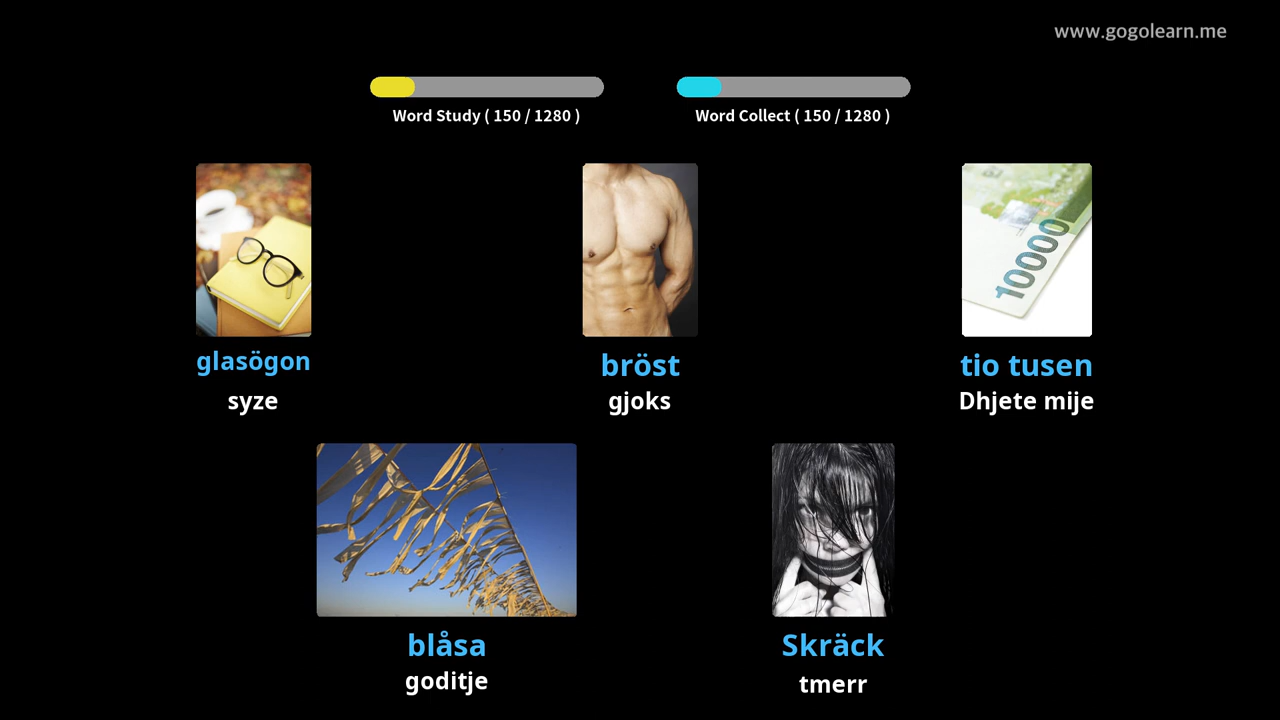 www.gogolearn.me
Word Study ( 150 / 1280 )
Word Collect ( 150 / 1280 )
10000
glasögon
syze
bröst
gjoks
tio tusen
Dhjete mije
blåsa
goditje
Skräck
tmerr